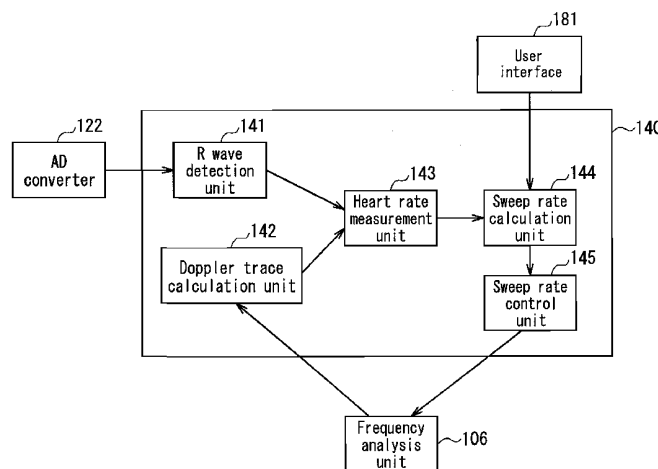 181
User
interface
140
122
AD
converter
141
R wave
detection
unit
143
Heart rate
measurement
unit
144
Sweep rate
calculation
unit
142
Doppler trace
calculation unit
145
Sweep rate
control
unit
Frequency
analysis
unit
106